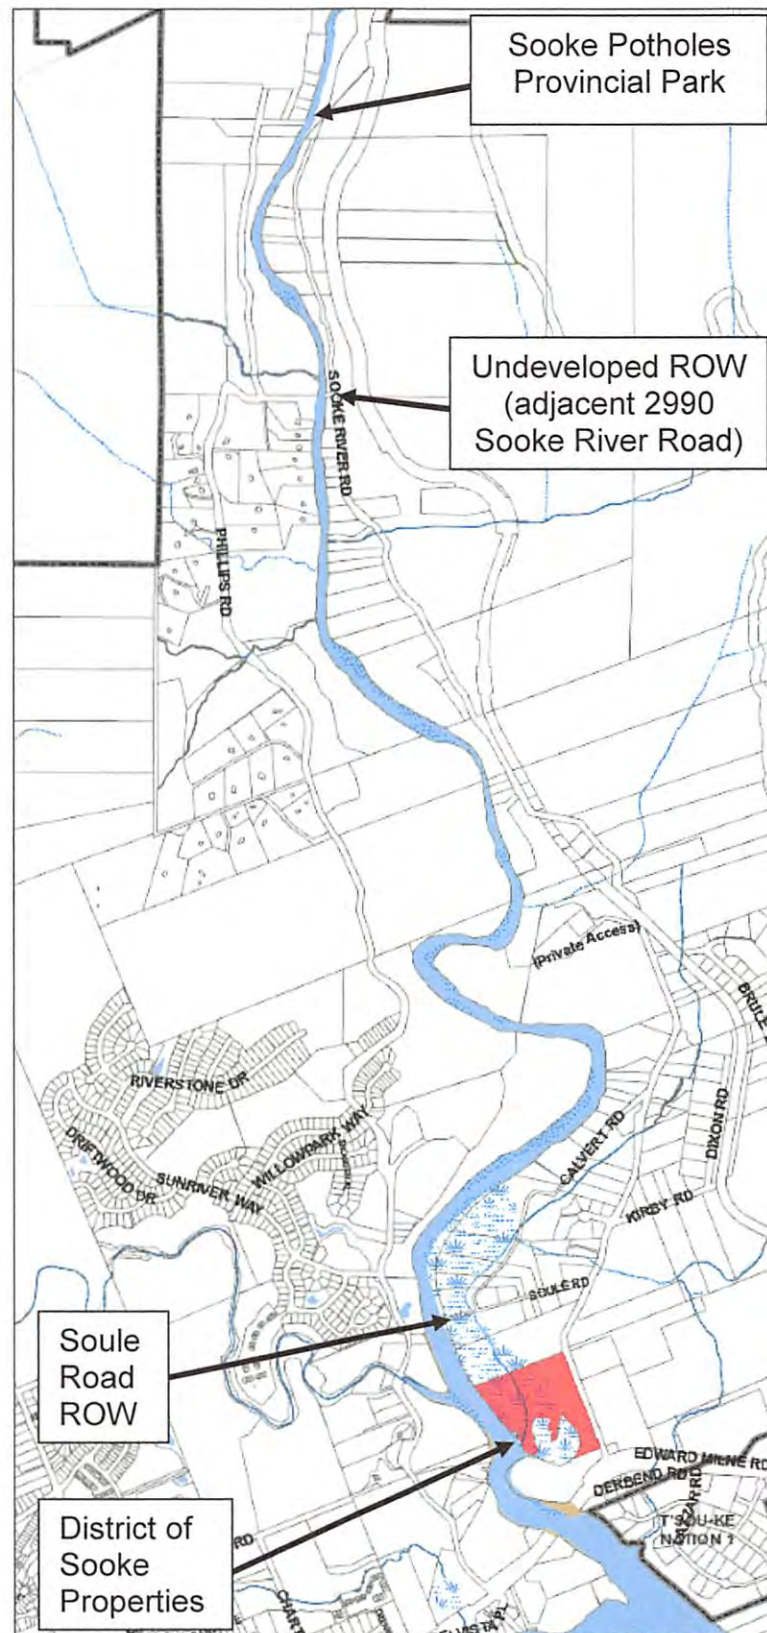 Sooke Potholes
Provincial Park
Undeveloped ROW
(adjacent 2990
Sooke River Road)
SOOKE RIVER RD
PHILLIPS RD
(Private Access)
RIVERSTONE DR
DRIFTWOOD DR
SUNRIVER WAY
WILLOWPARK WAY
CALVERT RD
DIXON RD
KIRBY RD
SOULE RD
Soule
Road
ROW
EDWARD MILNE RD
T'SOU-KE
NATION 1
District of
Sooke
Properties
RD